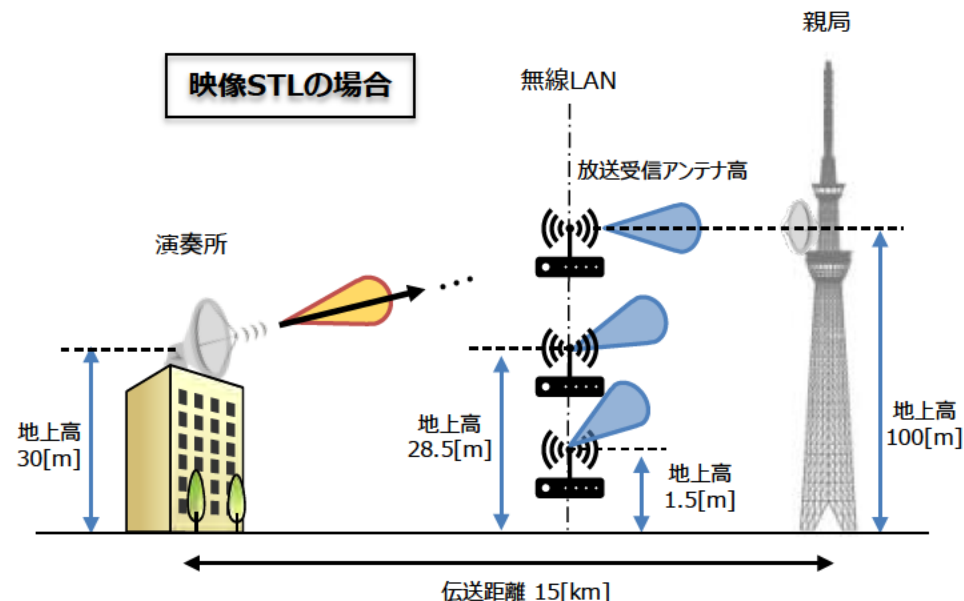 親局
映像STLの場合
無線LAN
放送受信アンテナ高
演奏所
・・・
地上高
30[m]
地上高
28.5[m]
地上高
1.5[m]
地上高
100[m]
伝送距離 15[km]